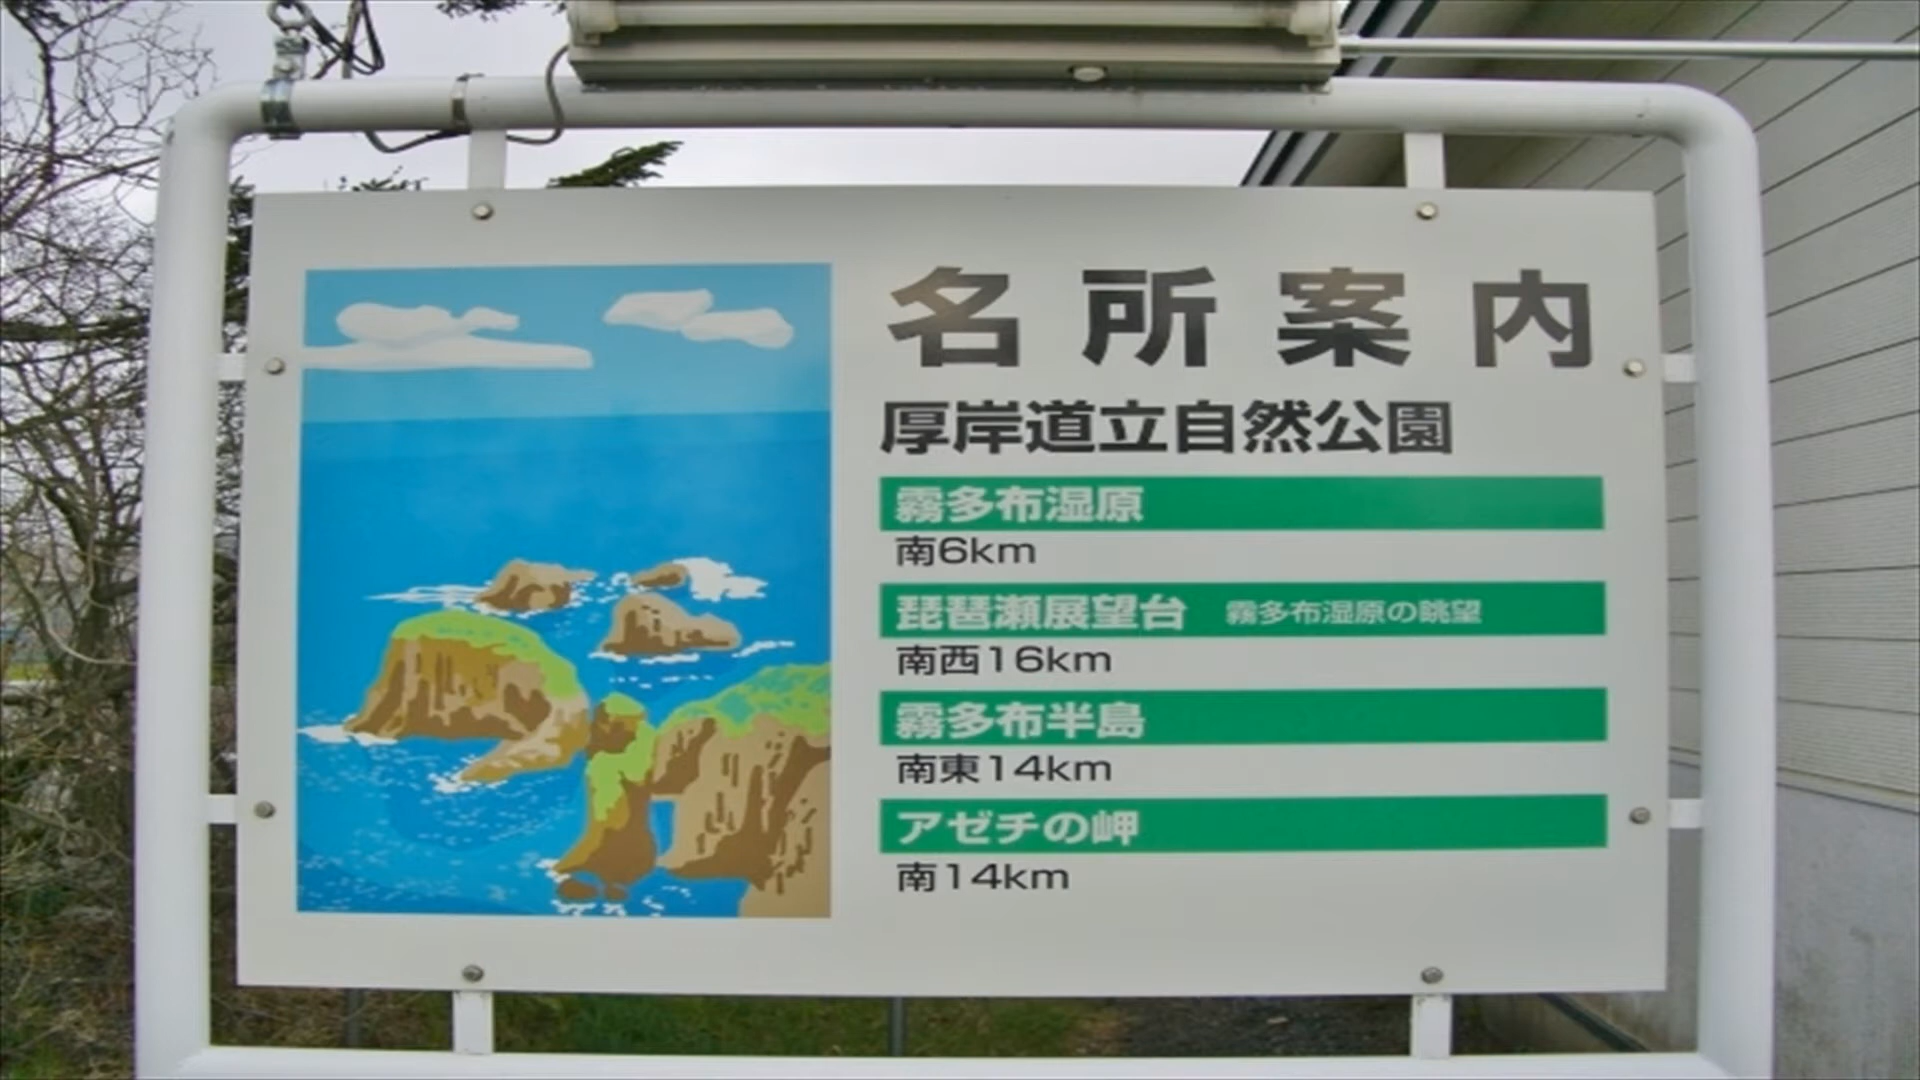 名所案内
厚岸道立自然公園
霧多布湿原
南6km
琵琶瀬展望台 霧多布湿原の眺望
南西16km
霧多布半島
南東14km
アゼチの岬
南14km